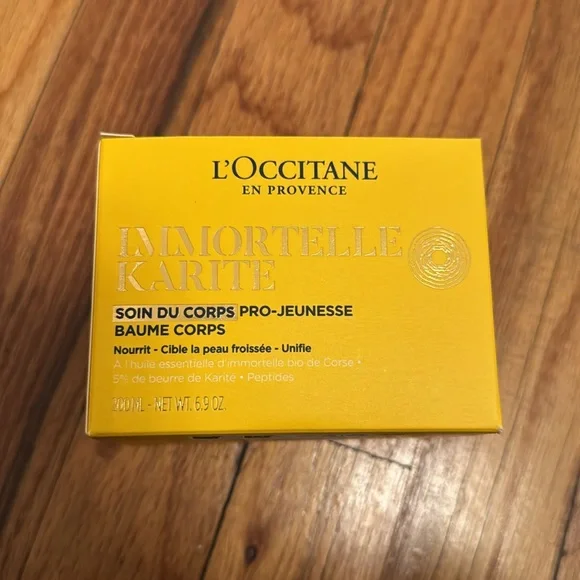 L'OCCITANE
EN PROVENCE
IMMORTELLE
KARITÉ
SOIN DU CORPS PRO-JEUNESSE
BAUME CORPS
Nourrit - Cible la peau froissée - Unifie
À l'huile essentielle d'immortelle bio de Corse •
5% de beurre de Karité • Peptides
200 ML - NET WT. 6.9 OZ.